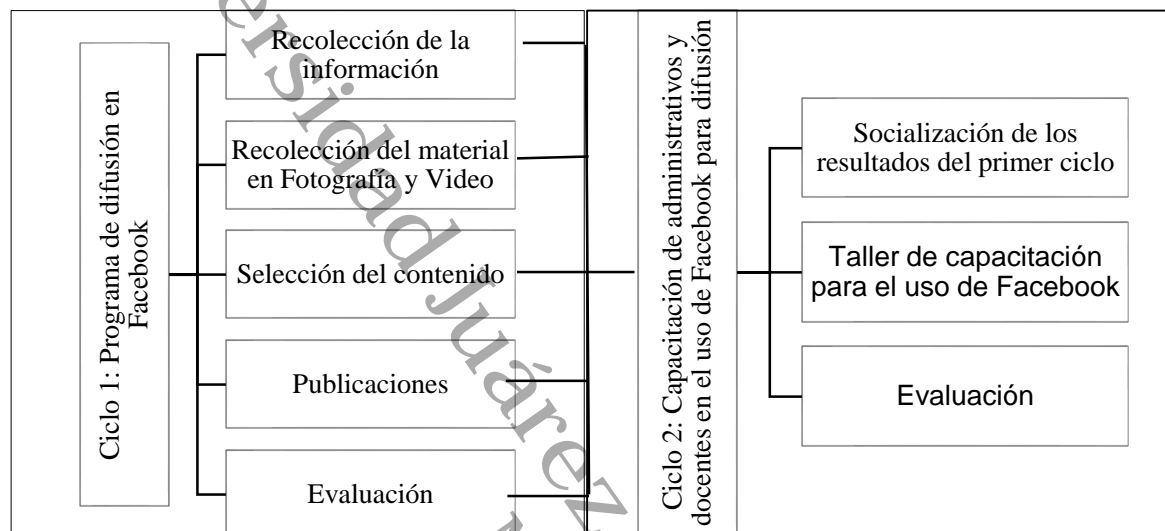 Ciclo 1: Programa de difusión en
Facebook
Recolección de la
información
Recolección del material
en Fotografía y Video
Selección del contenido
Publicaciones
Evaluación
Ciclo 2: Capacitación de administrativos y
docentes en el uso de Facebook para difusión
Socialización de los
resultados del primer ciclo
Taller de capacitación
para el uso de Facebook
Evaluación
Juárez